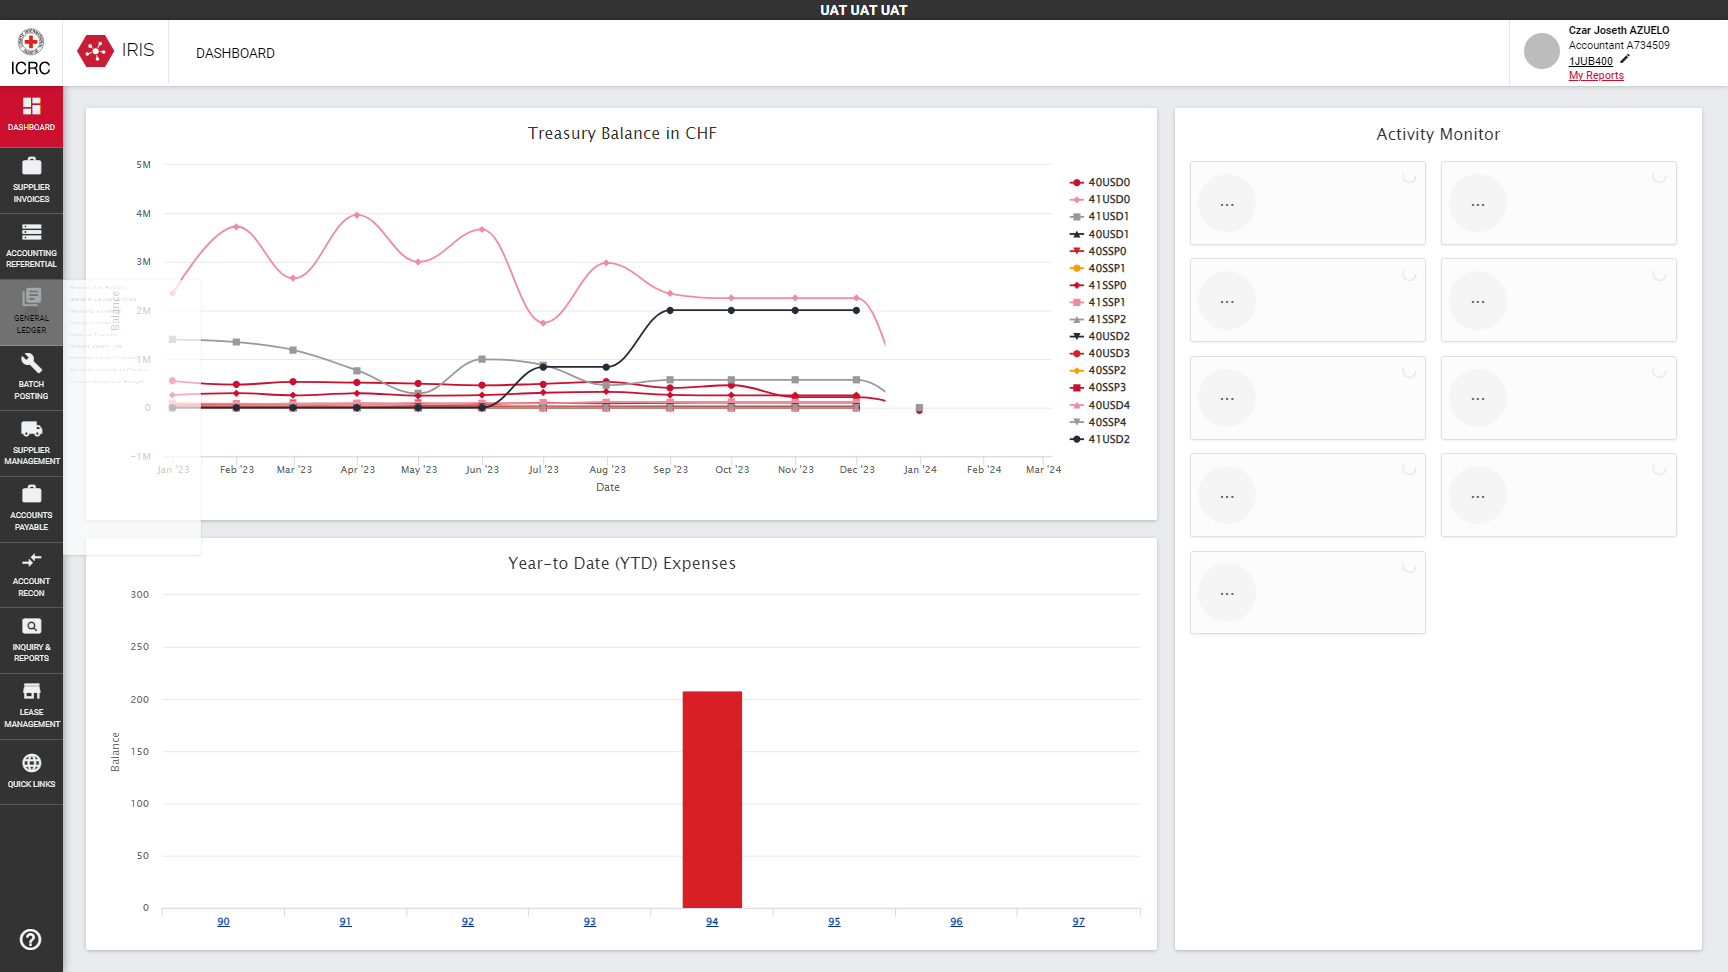 UAT UAT UAT
ICRC
IRIS
DASHBOARD
Czar Joseth AZUELO
Accountant A734509
1JUB400
My Reports
DASHBOARD
SUPPLIER
INVOICES
ACCOUNTING
REFERENTIAL
GENERAL
LEDGER
BATCH
POSTING
SUPPLIER
MANAGEMENT
ACCOUNTS
PAYABLE
ACCOUNT
RECON
INQUIRY &
REPORTS
LEASE
MANAGEMENT
QUICK LINKS
Treasury Balance in CHF
5M
4M
3M
2M
1M
0
-1M
Balance
Jan '23
Feb '23
Mar '23
Apr '23
May '23
Jun '23
Jul '23
Aug '23
Sep '23
Oct '23
Nov '23
Dec '23
Jan '24
Feb '24
Mar '24
Date
40USD0
41USD0
41USD1
40USD1
40SSP0
40SSP1
41SSP0
41SSP1
41SSP2
40USD2
40USD3
40SSP2
40SSP3
40USD4
40SSP4
41USD2
Year-to Date (YTD) Expenses
300
250
200
150
100
50
0
Balance
90
91
92
93
94
95
96
97
Activity Monitor
...
...
...
...
...
...
...
...
...